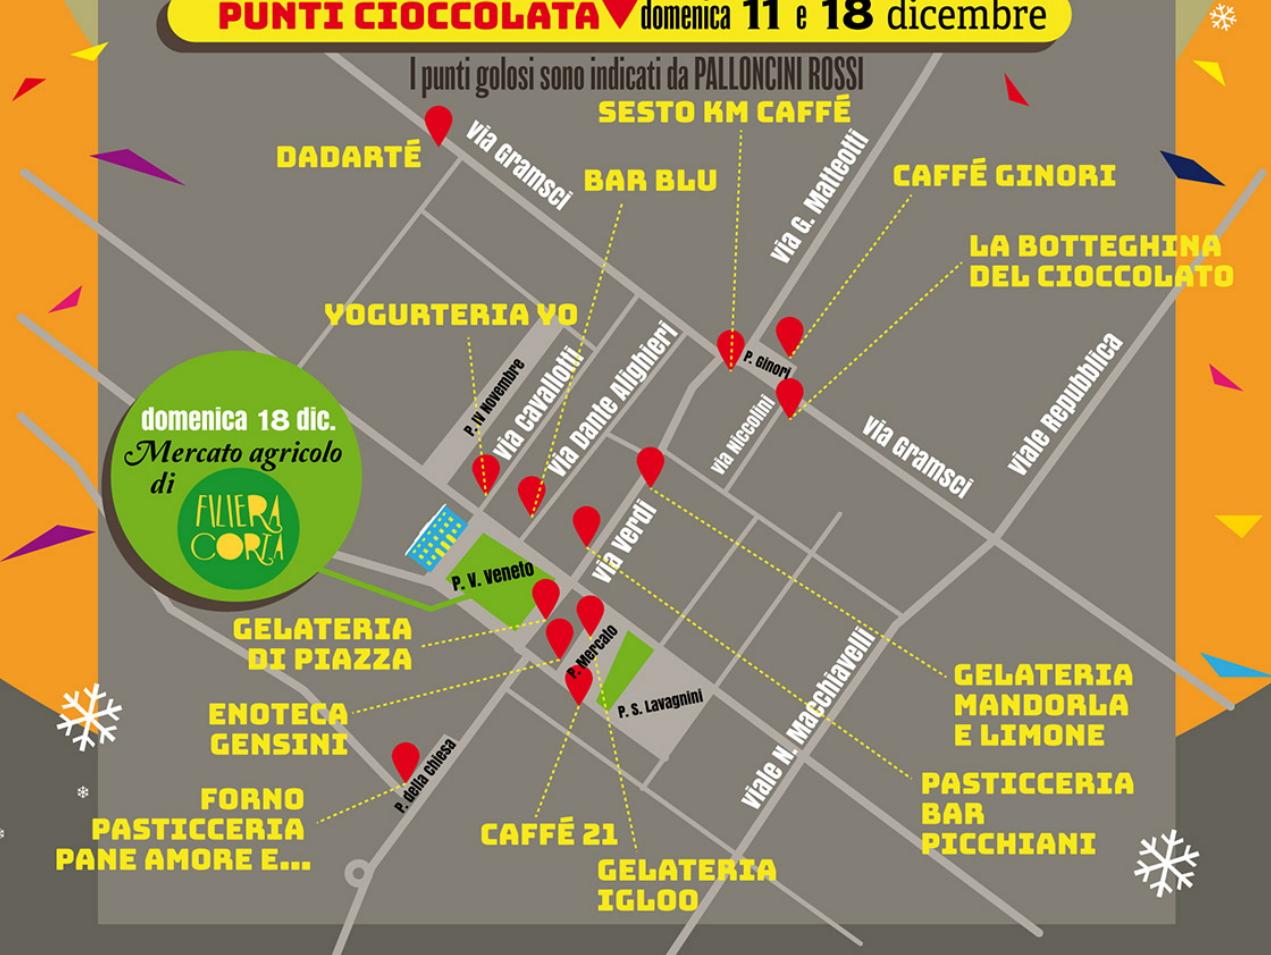 PUNTI CIOCCOLATA domenica 11 e 18 dicembre
I punti golosi sono indicati da PALLONCINI ROSSI
SESTO KM CAFFÉ
DADARTÉ
via Gramsci
BAR BLU
via G. Matteotti
CAFFÉ GINORI
LA BOTTEGHINA
DEL CIOCCOLATO
YOGURTERIA YO
P. IV Novembre
via Cavallotti
via Dante Alighieri
P. Ginori
via Niccolini
via Gramsci
viale Repubblica
domenica 18 dic.
Mercato agricolo
di
FILIERA
CORTA
via Verdi
P. V. Veneto
GELATERIA
DI PIAZZA
P. Mercato
P. S. Lavagnini
viale N. Macchiavelli
GELATERIA
MANDORLA
E LIMONE
ENOTECA
GENSINI
P. della Chiesa
FORNO
PASTICCERIA
PANE AMORE E...
CAFFÉ 21
GELATERIA
IGLOO
PASTICCERIA
BAR
PICCHIANI